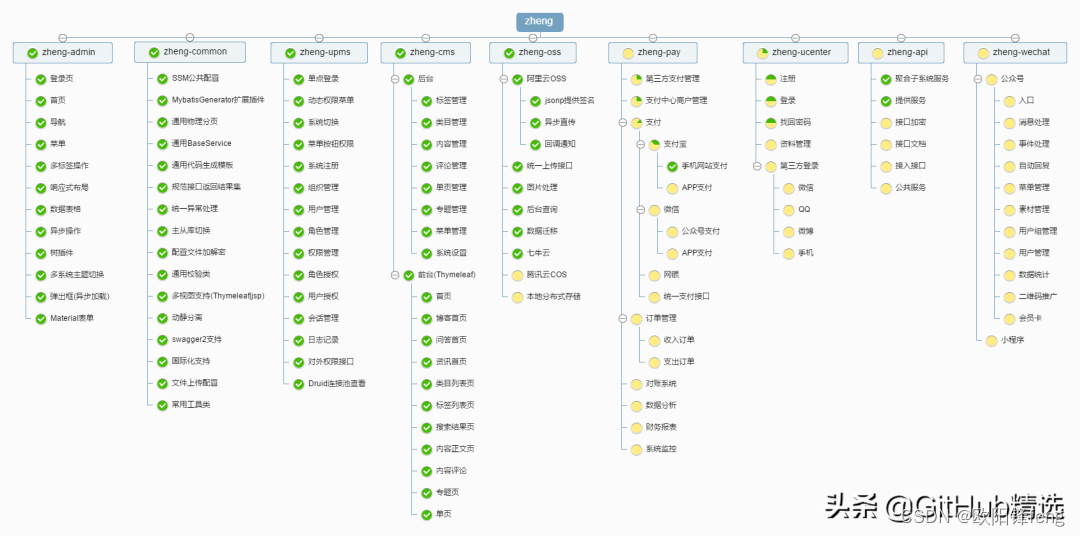 zheng
zheng-admin
登录页
首页
导航
菜单
多标签操作
响应式布局
数据表格
异步操作
树插件
多系统主题切换
弹出框(异步加载)
Material表单
zheng-common
SSM公共配置
MybatisGenerator扩展插件
通用物理分页
通用BaseService
通用代码生成模板
规范接口返回结果集
统一异常处理
主从库切换
配置文件加解密
通用校验类
多视图支持(Thymeleaf|jsp)
动静分离
swagger2支持
国际化支持
文件上传配置
常用工具类
zheng-upms
单点登录
动态权限菜单
系统切换
菜单按钮权限
系统注册
组织管理
用户管理
角色管理
权限管理
角色授权
用户授权
会话管理
日志记录
对外权限接口
Druid连接池查看
zheng-cms
后台
标签管理
类目管理
内容管理
评论管理
单页管理
专题管理
菜单管理
系统设置
前台(Thymeleaf)
首页
博客首页
问答首页
资讯首页
类目列表页
标签列表页
搜索结果页
内容正文页
内容评论
专题页
单页
zheng-oss
阿里云OSS
jsonp提供签名
异步直传
回调通知
统一上传接口
图片处理
后台查询
数据迁移
七牛云
腾讯云COS
本地分布式存储
zheng-pay
第三方支付管理
支付中心商户管理
支付
支付宝
手机网站支付
APP支付
微信
公众号支付
APP支付
网银
统一支付接口
订单管理
收入订单
支出订单
对账系统
数据分析
财务报表
系统监控
zheng-ucenter
注册
登录
找回密码
资料管理
第三方登录
微信
QQ
微博
手机
zheng-api
聚合子系统服务
提供服务
接口加密
接口文档
接入接口
公共服务
zheng-wechat
公众号
入口
消息处理
事件处理
自动回复
菜单管理
素材管理
用户组管理
用户管理
数据统计
二维码推广
会员卡
小程序
头条 @GitHub精选
CSDN @欧阳锋feng